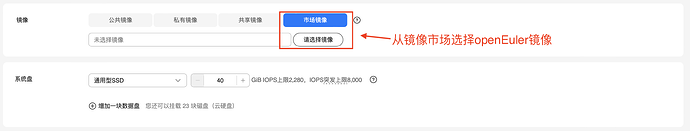 镜像
公共镜像 私有镜像 共享镜像 市场镜像
未选择镜像 请选择镜像
从镜像市场选择openEuler镜像
系统盘
通用型SSD 40 GiB IOPS上限2,280，IOPS突发上限8,000
增加一块数据盘 您还可以挂载 23 块磁盘（云硬盘）